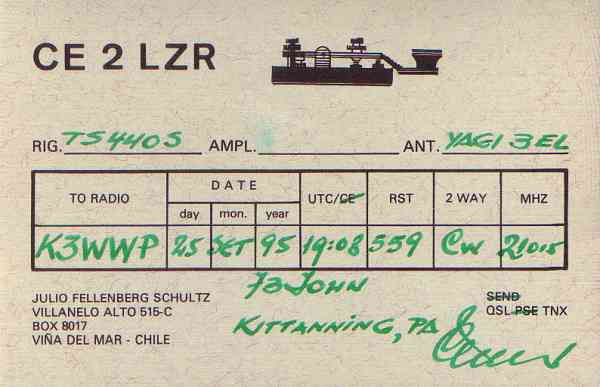 CE 2 LZR
RIG. TS440S AMPL. ANT. YAGI 3EL
TO RADIO DATE UTC/CE RST 2 WAY MHZ
day mon. year
K3WWP 25 SET 95 19:08 559 CW 21015
73 JOHN
JULIO FELLENBERG SCHULTZ SEND
VILLANELO ALTO 515-C QSL PSE TNX
BOX 8017 KITTANNING, PA
VIÑA DEL MAR - CHILE